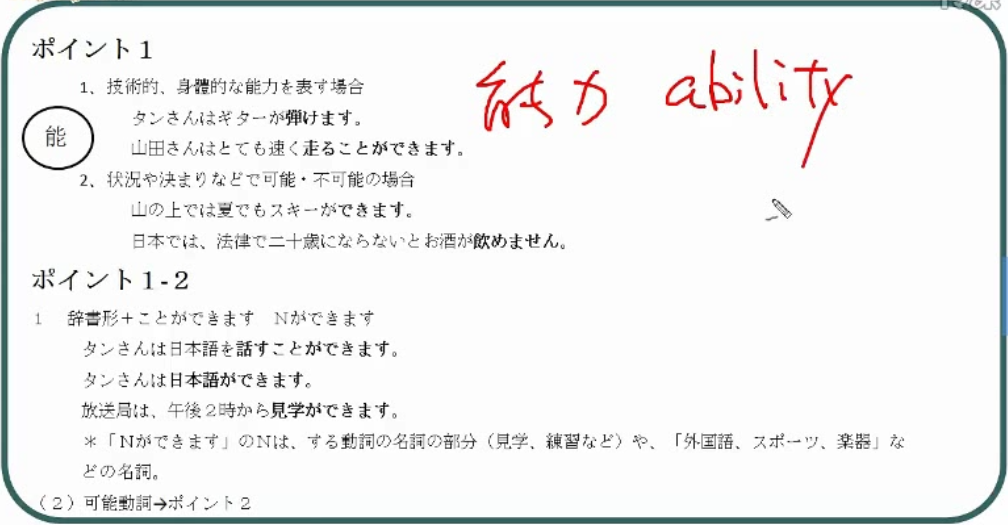 ポイント1
1、技術的、身體的な能力を表す場合
能力 ability
タンさんはギターが弾けます。
能
山田さんはとても速く走ることができます。
2、状況や決まりなどで可能・不可能の場合
山の上では夏でもスキーができます。
日本では、法律で二十歳にならないとお酒が飲めません。
ポイント1-2
1 辞書形+ことができます Nができます
タンさんは日本語を話すことができます。
タンさんは日本語ができます。
放送局は、午後2時から見学ができます。
*「Nができます」のNは、する動詞の名詞の部分（見学、練習など）や、「外国語、スポーツ、楽器」な
どの名詞。
（2）可能動詞→ポイント2